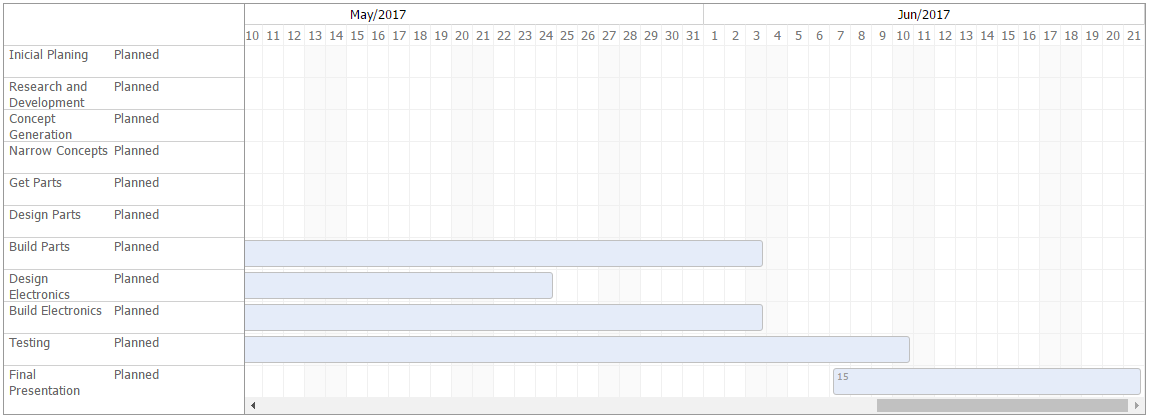 May/2017 Jun/2017
10 11 12 13 14 15 16 17 18 19 20 21 22 23 24 25 26 27 28 29 30 31 1 2 3 4 5 6 7 8 9 10 11 12 13 14 15 16 17 18 19 20 21
Inicial Planing Planned
Research and Planned
Development
Concept Planned
Generation
Narrow Concepts Planned
Get Parts Planned
Design Parts Planned
Build Parts Planned
Design Planned
Electronics
Build Electronics Planned
Testing Planned
Final Planned 15
Presentation